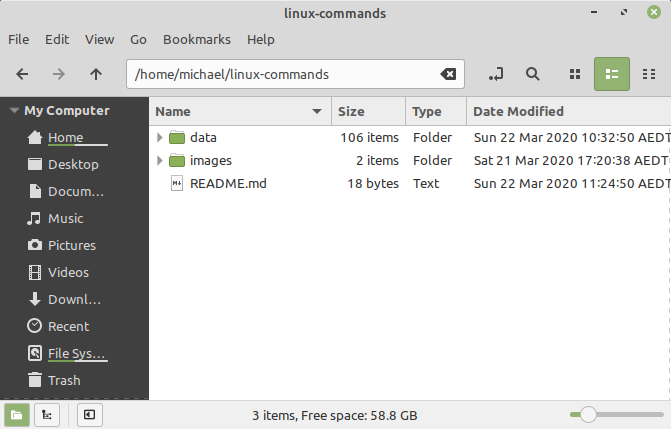 linux-commands
File Edit View Go Bookmarks Help
/home/michael/linux-commands
My Computer
Home
Desktop
Docum...
Music
Pictures
Videos
Downl...
Recent
File Sys...
Trash
Name Size Type Date Modified
data 106 items Folder Sun 22 Mar 2020 10:32:50 AEDT
images 2 items Folder Sat 21 Mar 2020 17:20:38 AEDT
README.md 18 bytes Text Sun 22 Mar 2020 11:24:50 AEDT
3 items, Free space: 58.8 GB